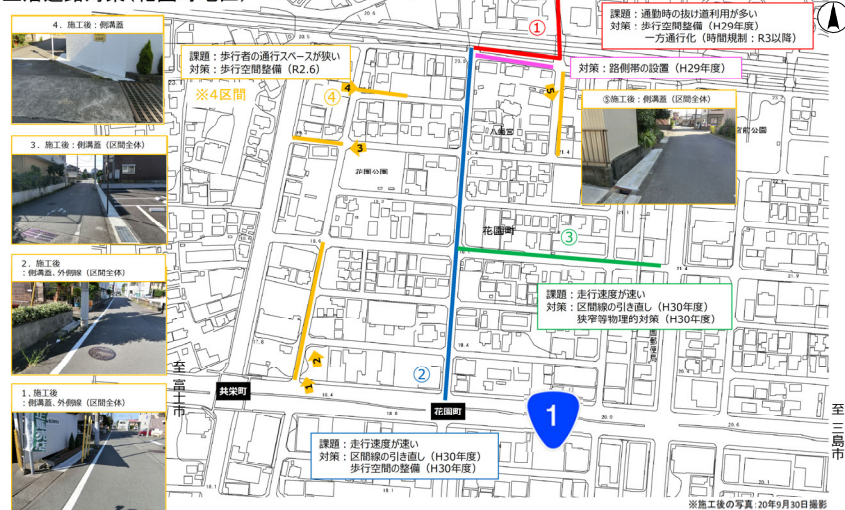 4．施工後：側溝蓋
課題：歩行者の通行スペースが狭い
対策：歩行空間整備（R2.6）
※4区間
④
4
①
課題：通勤時の抜け道利用が多い
対策：歩行空間整備（H29年度）
一方通行化（時間規制：R3以降）
対策：路側帯の設置（H29年度）
5
⑤施工後：側溝蓋（区間全体）
八幡宮
宮前公園
3．施工後：側溝蓋（区間全体）
3
花園公園
花園町
③
2．施工後
：側溝蓋、外側線（区間全体）
課題：走行速度が速い
対策：区間線の引き直し（H30年度）
狭窄等物理的対策（H30年度）
2
1
②
至 富士市
共栄町
花園町
1
至 三島市
1．施工後
：側溝蓋、外側線（区間全体）
課題：走行速度が速い
対策：区間線の引き直し（H30年度）
歩行空間の整備（H30年度）
※施工後の写真：20年9月30日撮影